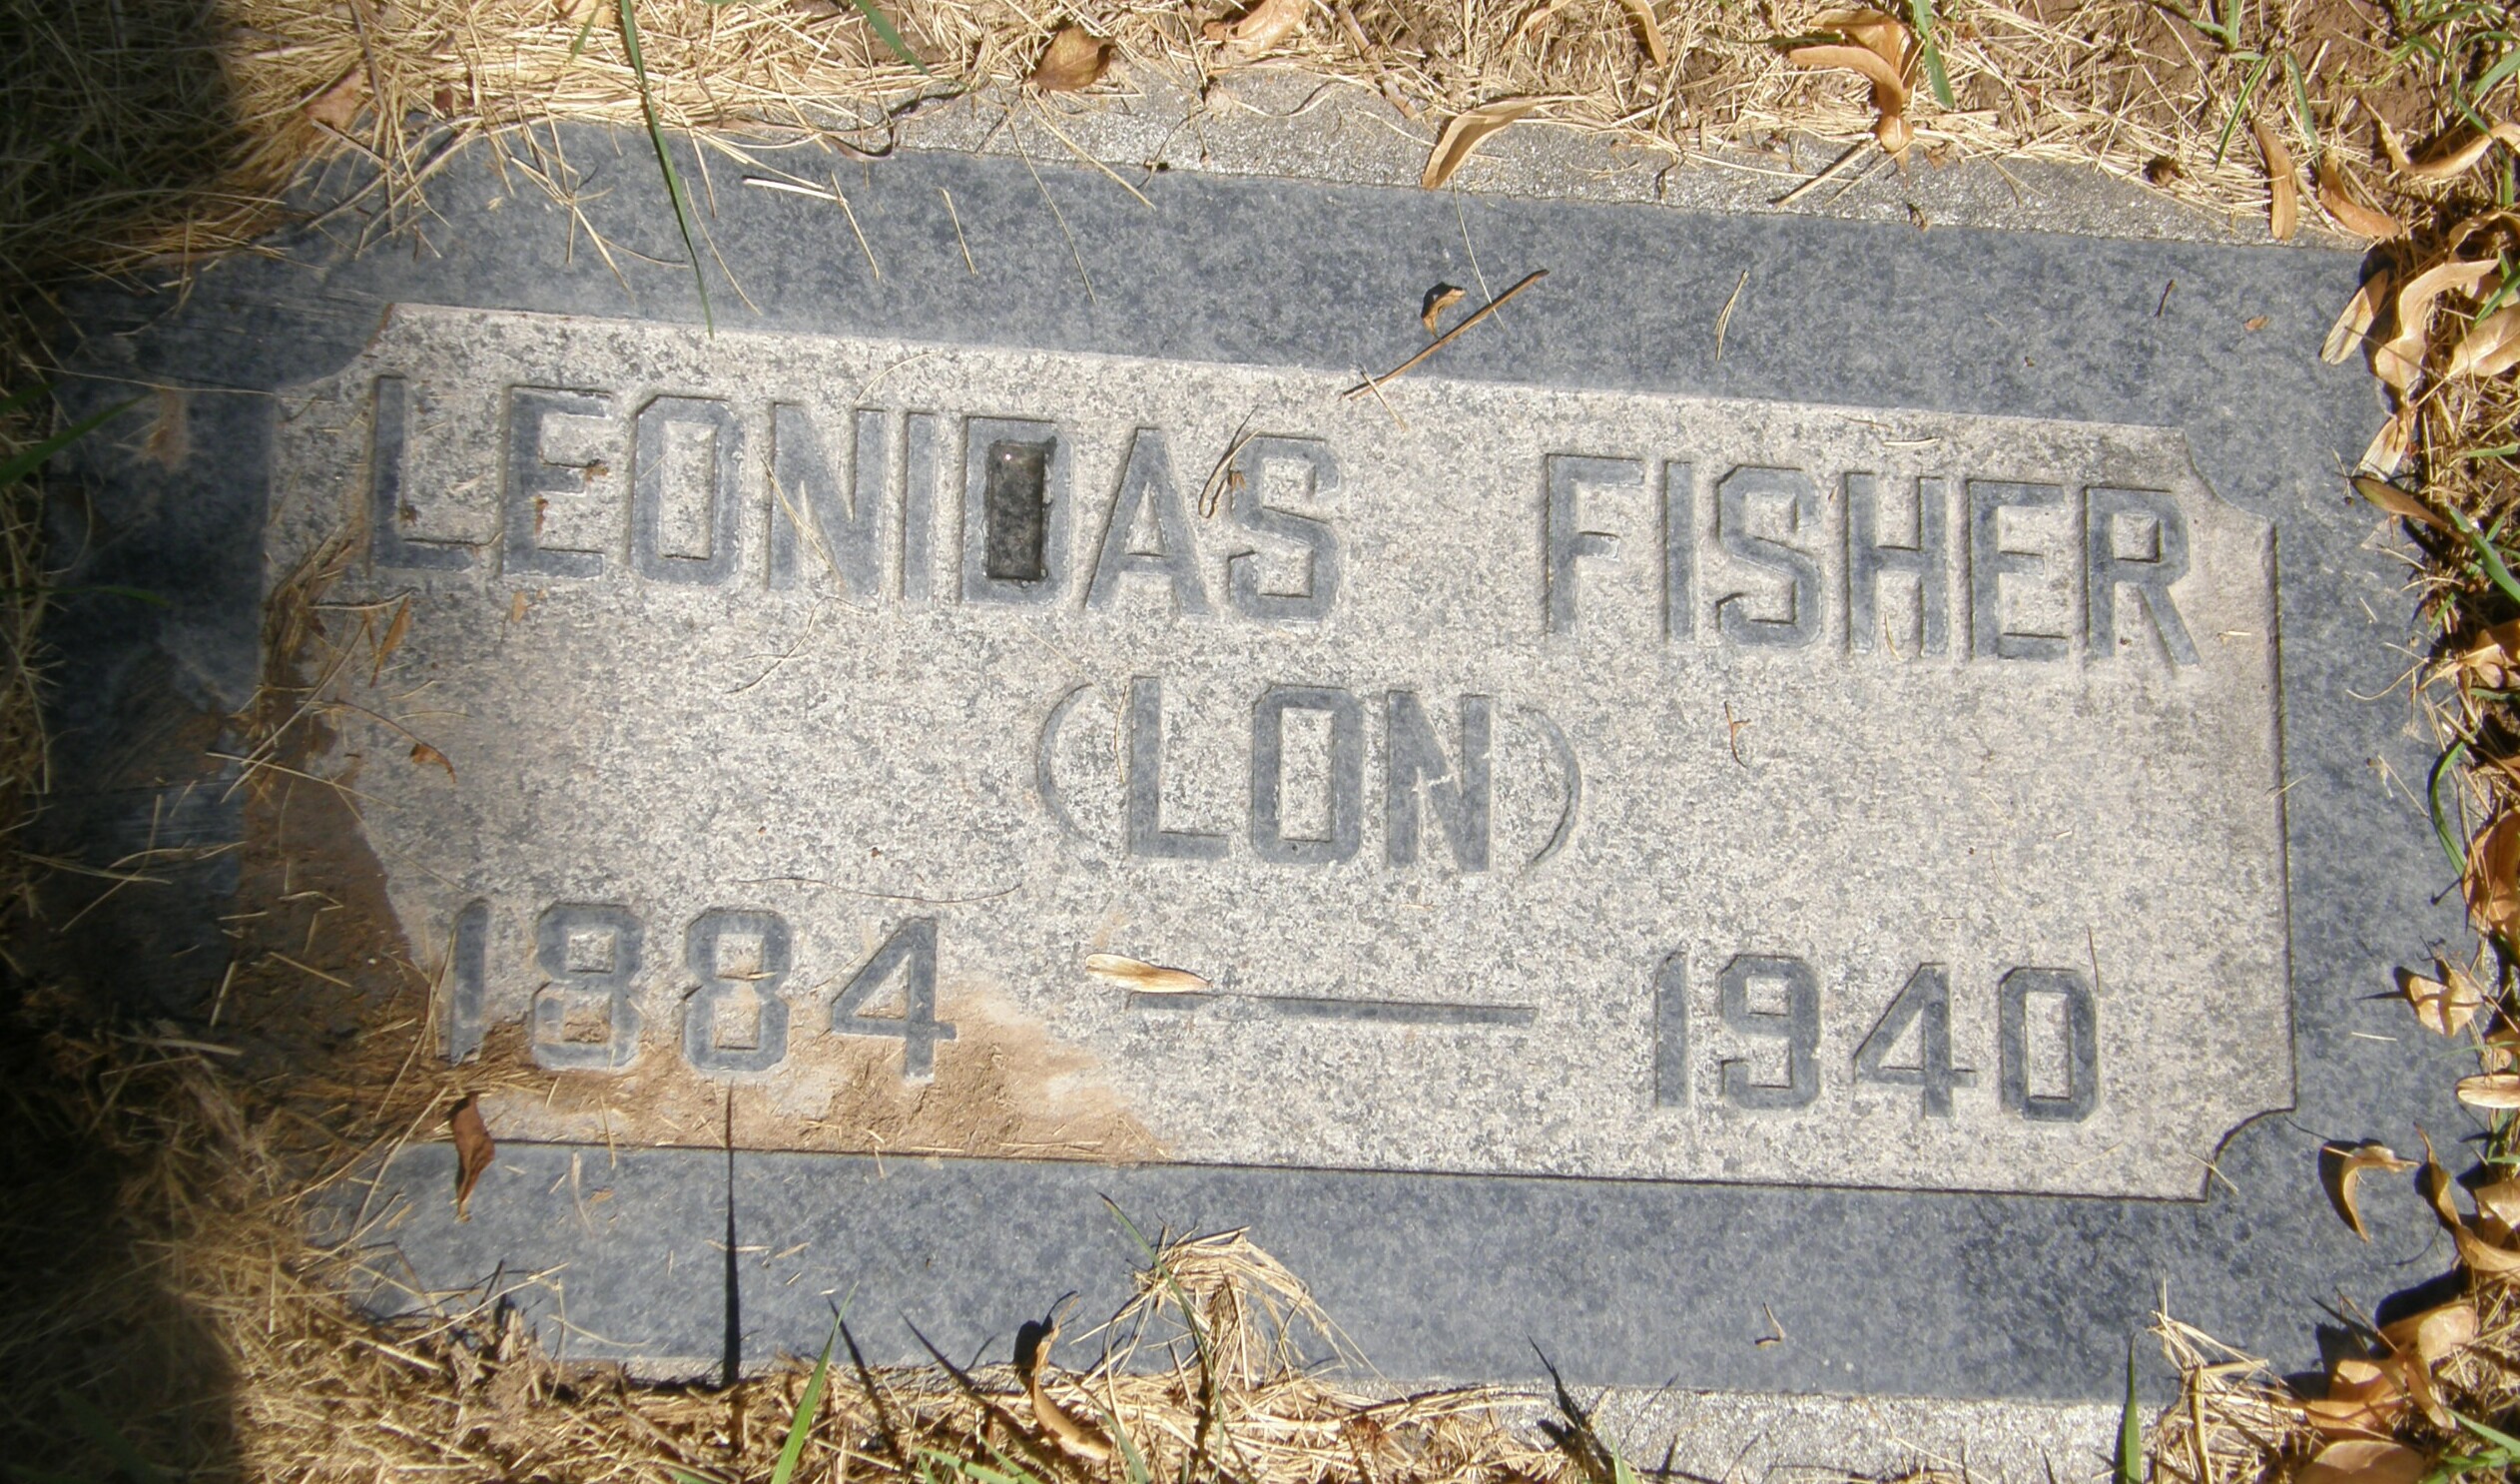 LEONIDAS FISHER
(LON)
1884 — 1940